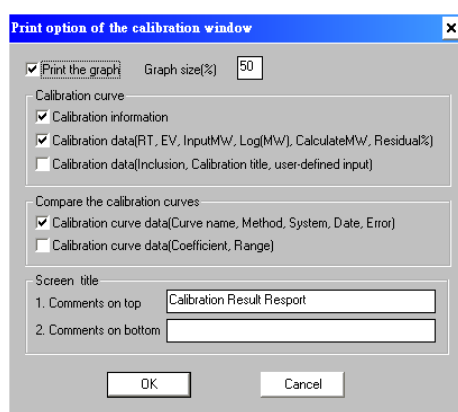 Print option of the calibration window
Print the graph Graph size(%) 50
Calibration curve
Calibration information
Calibration data(RT, EV, InputMW, Log(MW), CalculateMW, Residual%)
Calibration data(Inclusion, Calibration title, user-defined input)
Compare the calibration curves
Calibration curve data(Curve name, Method, System, Date, Error)
Calibration curve data(Coefficient, Range)
Screen title
1. Comments on top Calibration Result Resport
2. Comments on bottom
OK Cancel